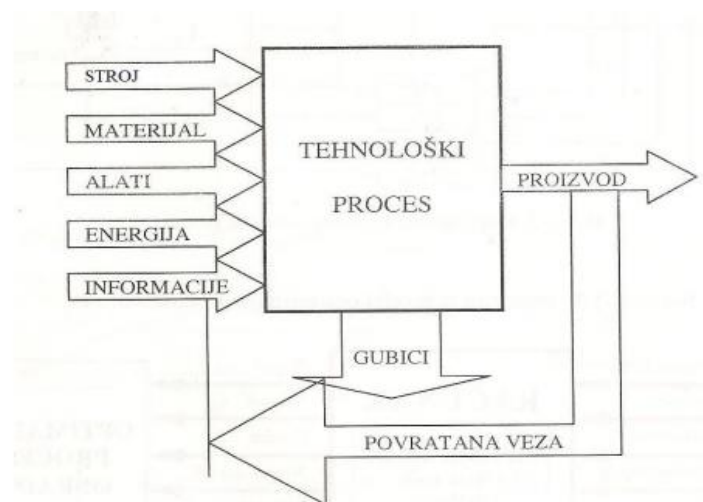 STROJ
MATERIJAL
ALATI
ENERGIJA
INFORMACIJE
TEHNOLOŠKI
PROCES
PROIZVOD
GUBICI
POVRATANA VEZA